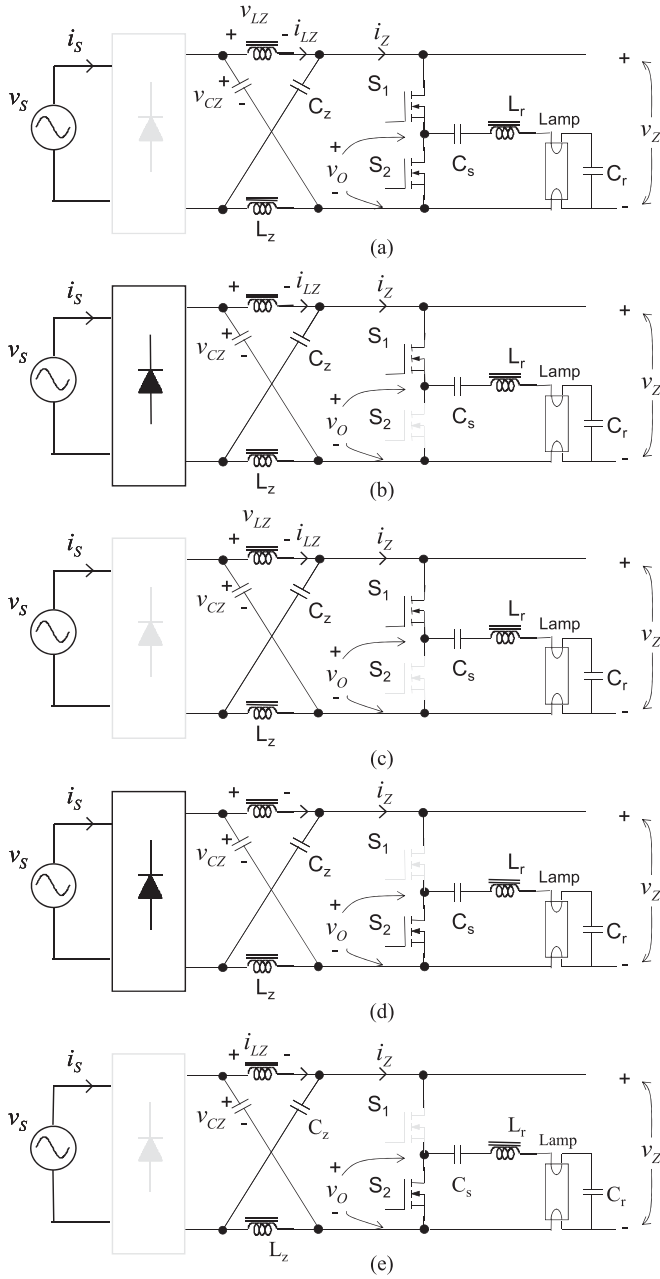 v_LZ
i_s + - i_LZ i_Z
v_s v_CZ + - C_z S_1 + v_Z
L_r Lamp
+ v_O - S_2 C_s C_r
L_z -
(a)
i_s + - i_LZ i_Z
v_s v_CZ + - C_z S_1 + v_Z
L_r Lamp
+ v_O - S_2 C_s C_r
L_z -
(b)
v_LZ
i_s + - i_LZ i_Z
v_s v_CZ + - C_z S_1 + v_Z
L_r Lamp
+ v_O - S_2 C_s C_r
L_z -
(c)
i_s + - i_Z
v_s v_CZ + - C_z S_1 + v_Z
L_r Lamp
+ v_O - S_2 C_s C_r
L_z -
(d)
i_s + i_LZ - i_Z
v_s v_CZ + - C_z S_1 + v_Z
L_r Lamp
+ v_O - S_2 C_s C_r
L_z -
(e)